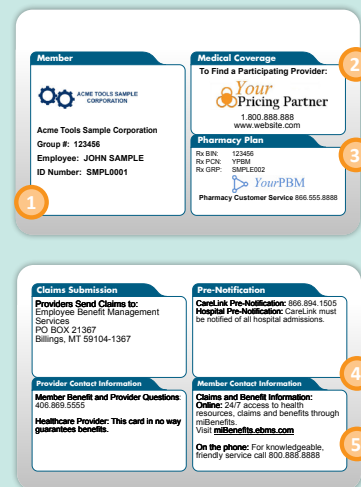 Member
ACME TOOLS SAMPLE
CORPORATION
Acme Tools Sample Corporation
Group #: 123456
Employee: JOHN SAMPLE
ID Number: SMPL0001
1
Medical Coverage
2
To Find a Participating Provider:
Your
Pricing Partner
1.800.888.888
www.website.com
Pharmacy Plan
3
Rx BIN: 123456
Rx PCN: YPBM
Rx GRP: SMPLE002
YourPBM
Pharmacy Customer Service 866.555.8888
Claims Submission
Providers Send Claims to:
Employee Benefit Management
Services
PO BOX 21367
Billings, MT 59104-1367
Pre-Notification
CareLink Pre-Notification: 866.894.1505
Hospital Pre-Notification: CareLink must
be notified of all hospital admissions.
4
Provider Contact Information
Member Benefit and Provider Questions:
406.869.5555
Healthcare Provider: This card in no way
guarantees benefits.
Member Contact Information
Claims and Benefit Information:
Online: 24/7 access to health
resources, claims and benefits through
miBenefits.
Visit miBenefits.ebms.com
5
On the phone: For knowledgeable,
friendly service call 800.888.8888